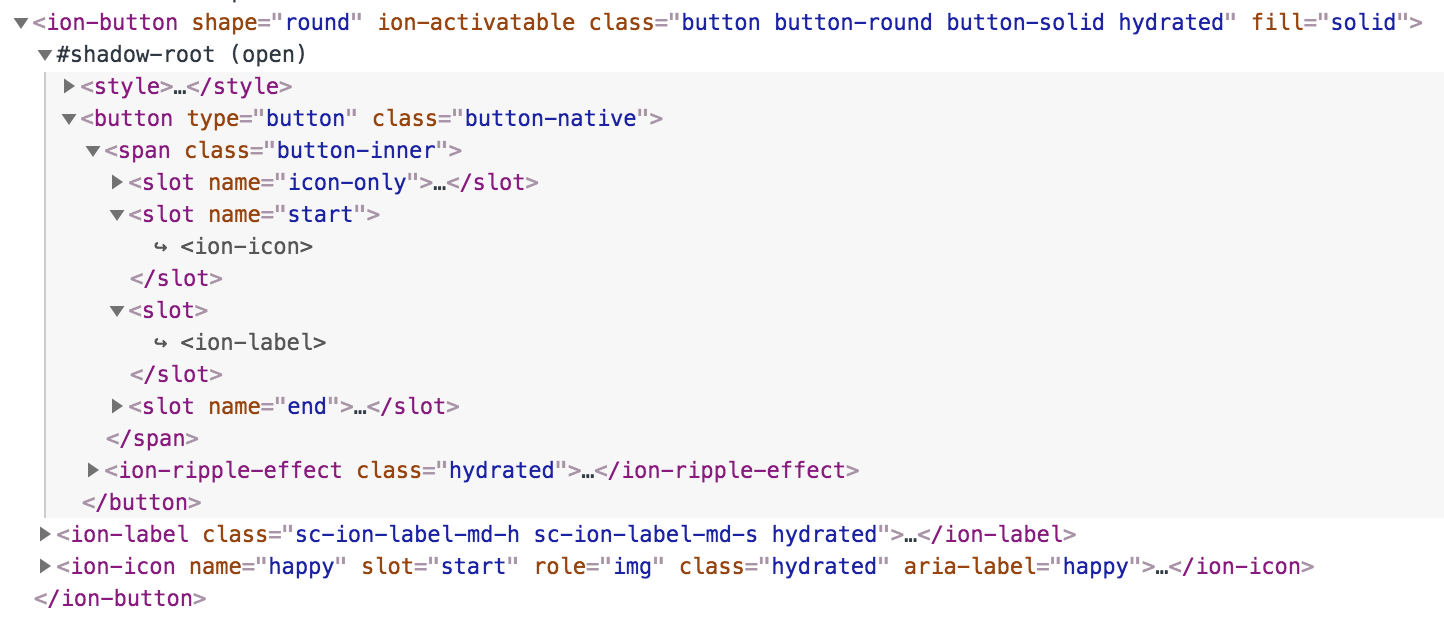 ▼<ion-button shape="round" ion-activatable class="button button-round button-solid hydrated" fill="solid">
▼#shadow-root (open)
▶<style>…</style>
▼<button type="button" class="button-native">
▼<span class="button-inner">
▶<slot name="icon-only">…</slot>
▼<slot name="start">
↪ <ion-icon>
</slot>
▼<slot>
↪ <ion-label>
</slot>
▶<slot name="end">…</slot>
</span>
▶<ion-ripple-effect class="hydrated">…</ion-ripple-effect>
</button>
▶<ion-label class="sc-ion-label-md-h sc-ion-label-md-s hydrated">…</ion-label>
▶<ion-icon name="happy" slot="start" role="img" class="hydrated" aria-label="happy">…</ion-icon>
</ion-button>